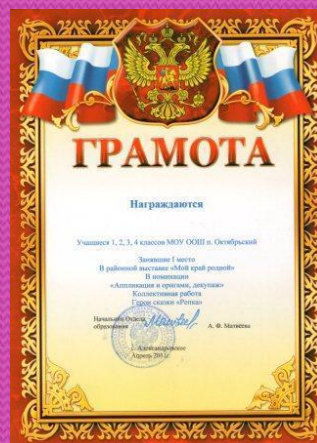 ГРАМОТА
Награждаются
Учащиеся 1, 2, 3, 4 классов МОУ ООШ п. Октябрьский
Занявшие I место
В районной выставке «Мой край родной»
В номинации
«Аппликация и оригами, декупаж»
Коллективная работа
Герои сказки «Репка»
Начальник Отдела
образования
А. Ф. Матвеева
Александровское
Апрель